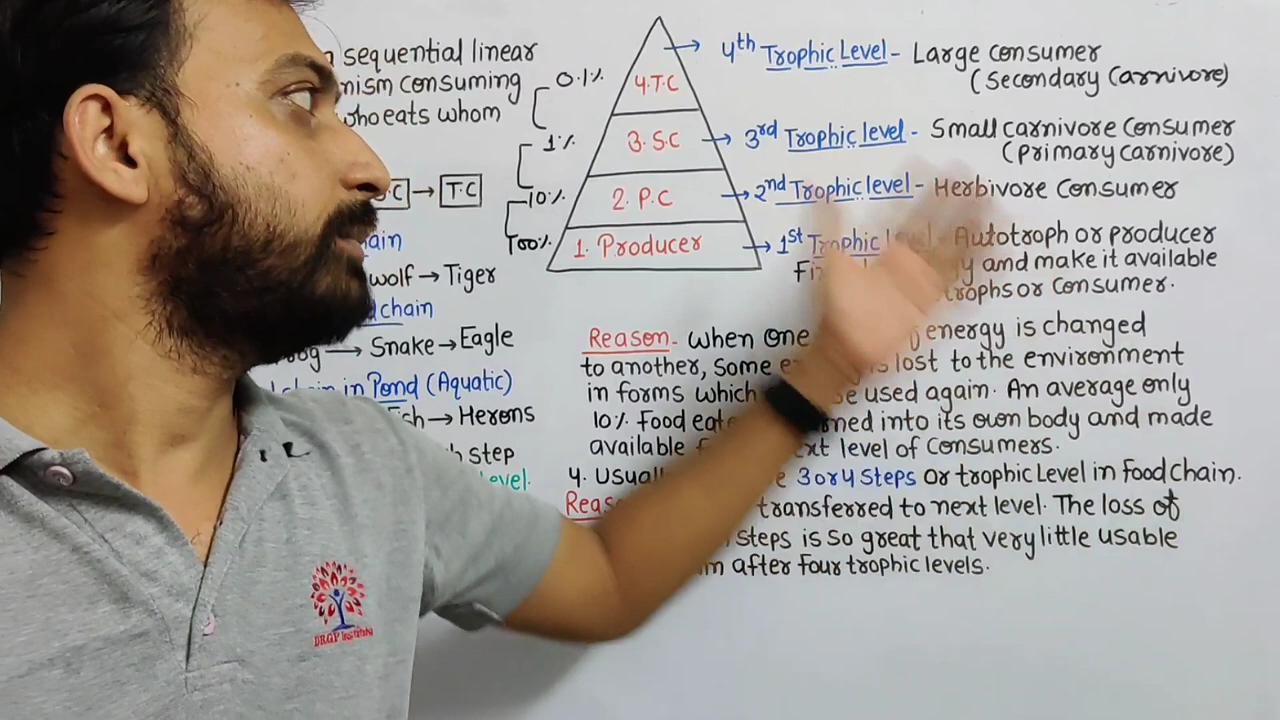 sequential linear
consuming
eats whom
T.C
wolf → Tiger
chain
→ Snake → Eagle
chain in Pond (Aquatic)
→ Herons
step
Level.
0.1%
1%
10%
100%
4.T.C
3. S.C
2. P.C
1. Producer
4th Trophic Level - Large consumer
(Secondary Carnivore)
3rd Trophic level - Small carnivore Consumer
(Primary Carnivore)
2nd Trophic level - Herbivore Consumer
1st Trophic level - Autotroph or producer
and make it available
or Consumer.
Reason - When one energy is changed
to another, Some lost to the environment
in forms which used again. An average only
10% Food into its own body and made
available level of Consumers.
4. 3 or 4 Steps or trophic Level in Food Chain.
transferred to next level. The loss of
steps is so great that very little usable
after four trophic levels.
DRGP Institute